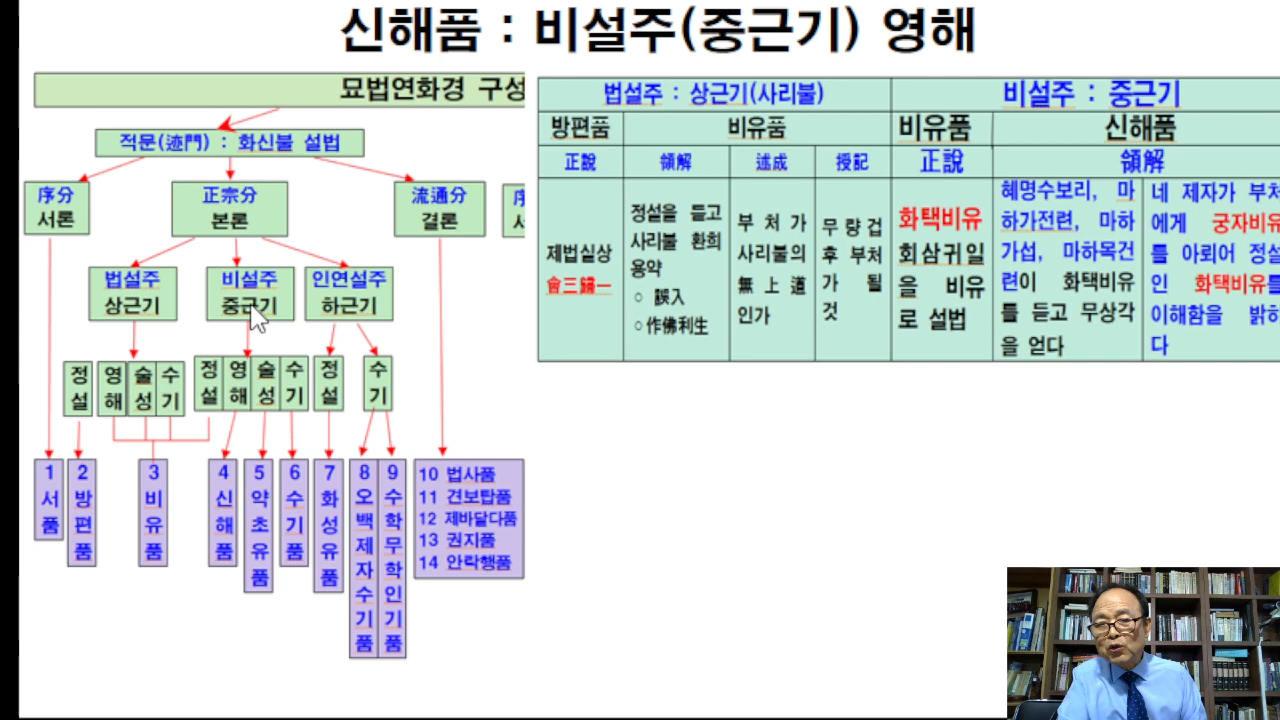 신해품 : 비설주(중근기) 영해
묘법연화경 구성
적문(迹門) : 화신불 설법
序分
서론
正宗分
본론
流通分
결론
법설주
상근기
비설주
중근기
인연설주
하근기
정설
영해
술성
수기
정설
영해
술성
수기
정설
수기
1 서품
2 방편품
3 비유품
4 신해품
5 약초유품
6 수기품
7 화성유품
8 오백제자수기품
9 수학무학인기품
10 법사품
11 견보탑품
12 제바달다품
13 권지품
14 안락행품
법설주 : 상근기(사리불)
비설주 : 중근기
방편품
비유품
비유품
신해품
正說
領解
述成
授記
正說
領解
제법실상
會三歸一
정설을 듣고
사리불 환희
용약
○ 誤入
○作佛利生
부 처 가
사리불의
無 上 道
인가
무 량 겁
후 부처
가 될
것
화택비유
회삼귀일
을 비유
로 설법
혜명수보리, 마
하가전련, 마하
가섭, 마하목건
련이 화택비유
를 듣고 무상각
을 얻다
네 제자가 부처
에게 궁자비유
를 아뢰어 정설
인 화택비유를
이해함을 밝히
다